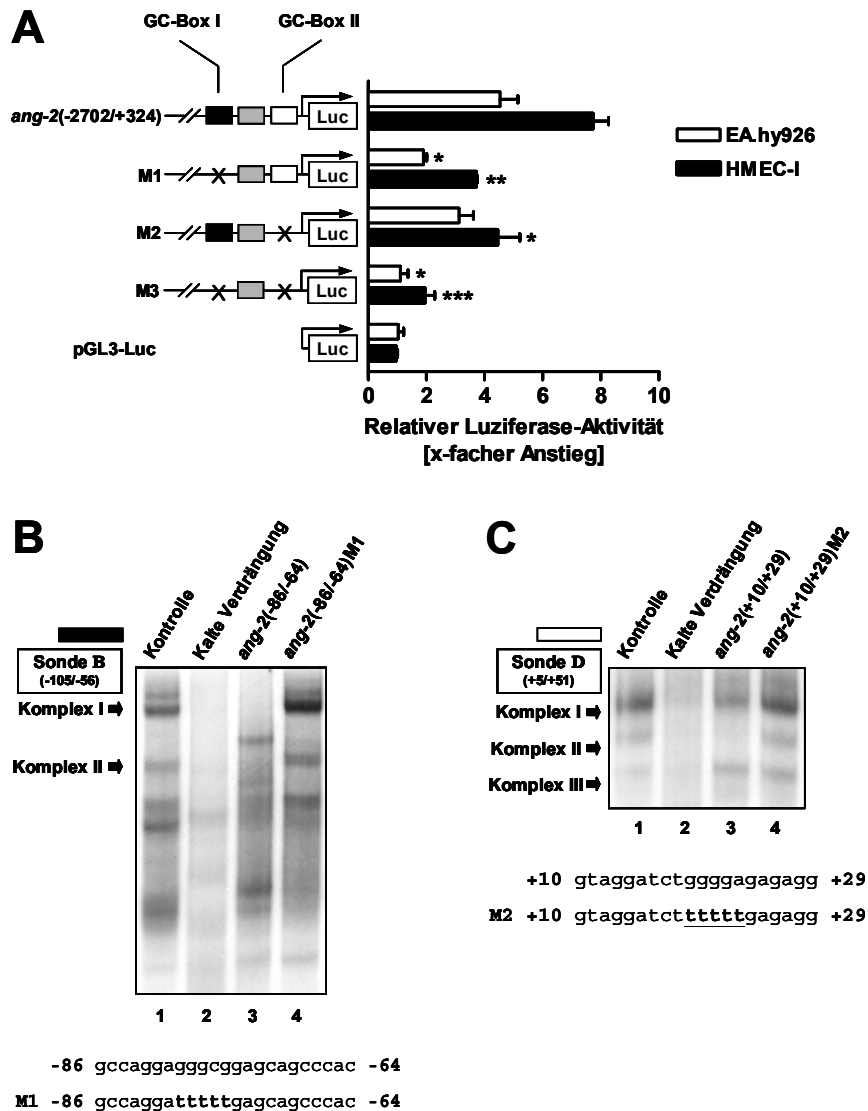 A
GC-Box I
GC-Box II
ang-2(-2702/+324)
Luc
M1
Luc
*
**
M2
Luc
*
M3
Luc
*
***
pGL3-Luc
Luc
EA.hy926
HMEC-I
0 2 4 6 8 10
Relativer Luziferase-Aktivität
[x-facher Anstieg]
B
Kontrolle
Kalte Verdrängung
ang-2(-86/-64)
ang-2(-86/-64)M1
Sonde B
(-105/-56)
Komplex I
Komplex II
1 2 3 4
-86 gccaggagggcggagcagcccac -64
M1 -86 gccaggatttttgagcagcccac -64
C
Kontrolle
Kalte Verdrängung
ang-2(+10/+29)
ang-2(+10/+29)M2
Sonde D
(+5/+51)
Komplex I
Komplex II
Komplex III
1 2 3 4
+10 gtaggatctggggagagagg +29
M2 +10 gtaggatcttttttgagagg +29